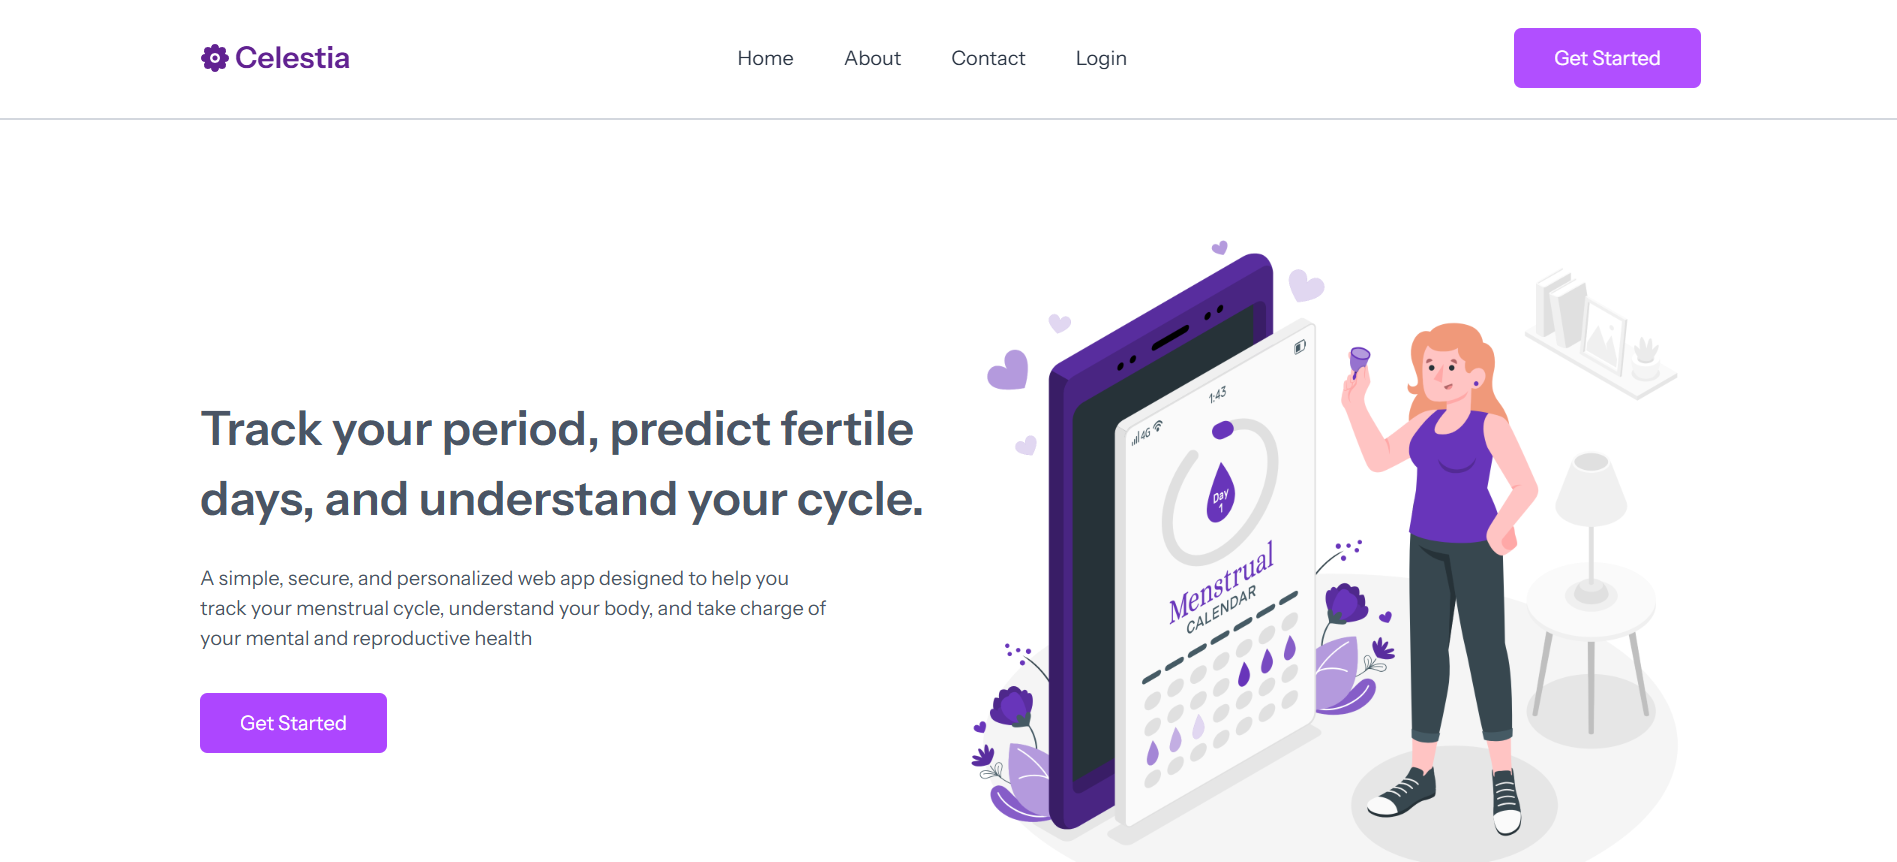 Celestia
Home
About
Contact
Login
Get Started
Track your period, predict fertile
days, and understand your cycle.
A simple, secure, and personalized web app designed to help you
track your menstrual cycle, understand your body, and take charge of
your mental and reproductive health
Get Started
4G
1:43
Day
1
Menstrual
CALENDAR